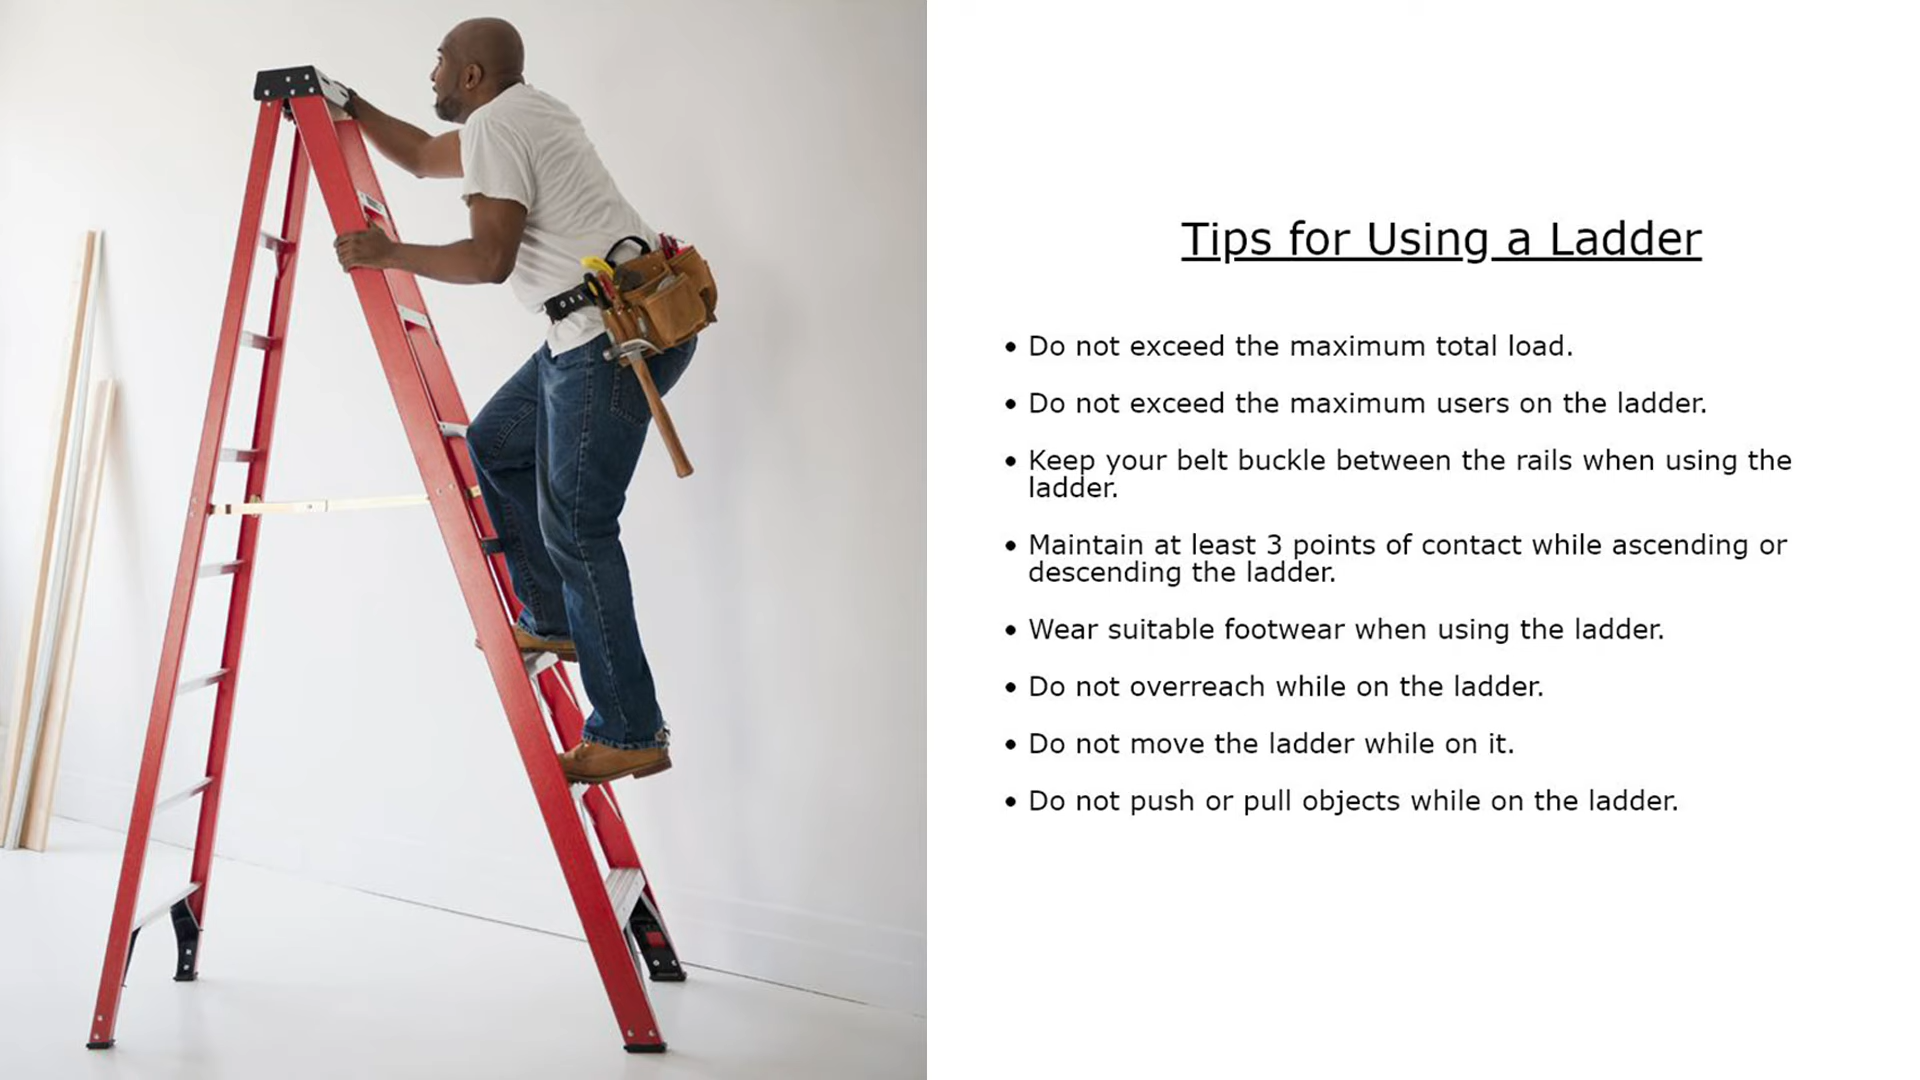 Tips for Using a Ladder
• Do not exceed the maximum total load.
• Do not exceed the maximum users on the ladder.
• Keep your belt buckle between the rails when using the
ladder.
• Maintain at least 3 points of contact while ascending or
descending the ladder.
• Wear suitable footwear when using the ladder.
• Do not overreach while on the ladder.
• Do not move the ladder while on it.
• Do not push or pull objects while on the ladder.